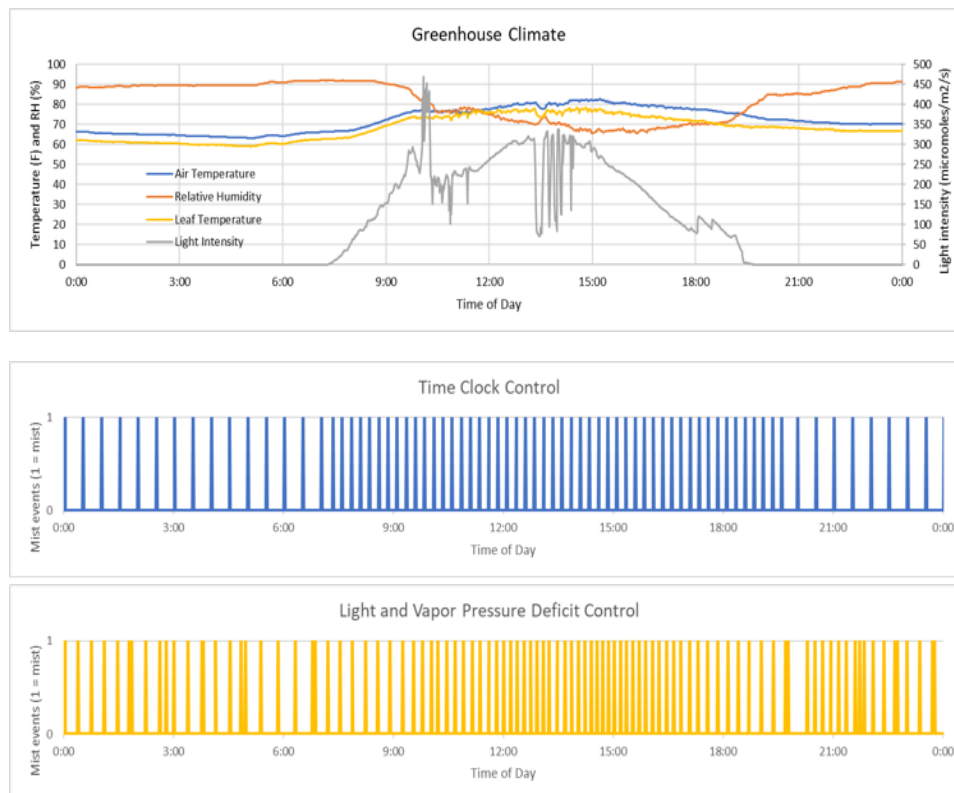 Greenhouse Climate
Temperature (F) and RH (%)
100
90
80
70
60
50
40
30
20
10
0
500
450
400
350
300
250
200
150
100
50
0
Light intensity (micromoles/m2/s)
Air Temperature
Relative Humidity
Leaf Temperature
Light Intensity
0:00 3:00 6:00 9:00 12:00 15:00 18:00 21:00 0:00
Time of Day
Time Clock Control
Mist events (1 = mist)
1
0
0:00 3:00 6:00 9:00 12:00 15:00 18:00 21:00 0:00
Time of Day
Light and Vapor Pressure Deficit Control
Mist events (1 = mist)
1
0
0:00 3:00 6:00 9:00 12:00 15:00 18:00 21:00 0:00
Time of Day